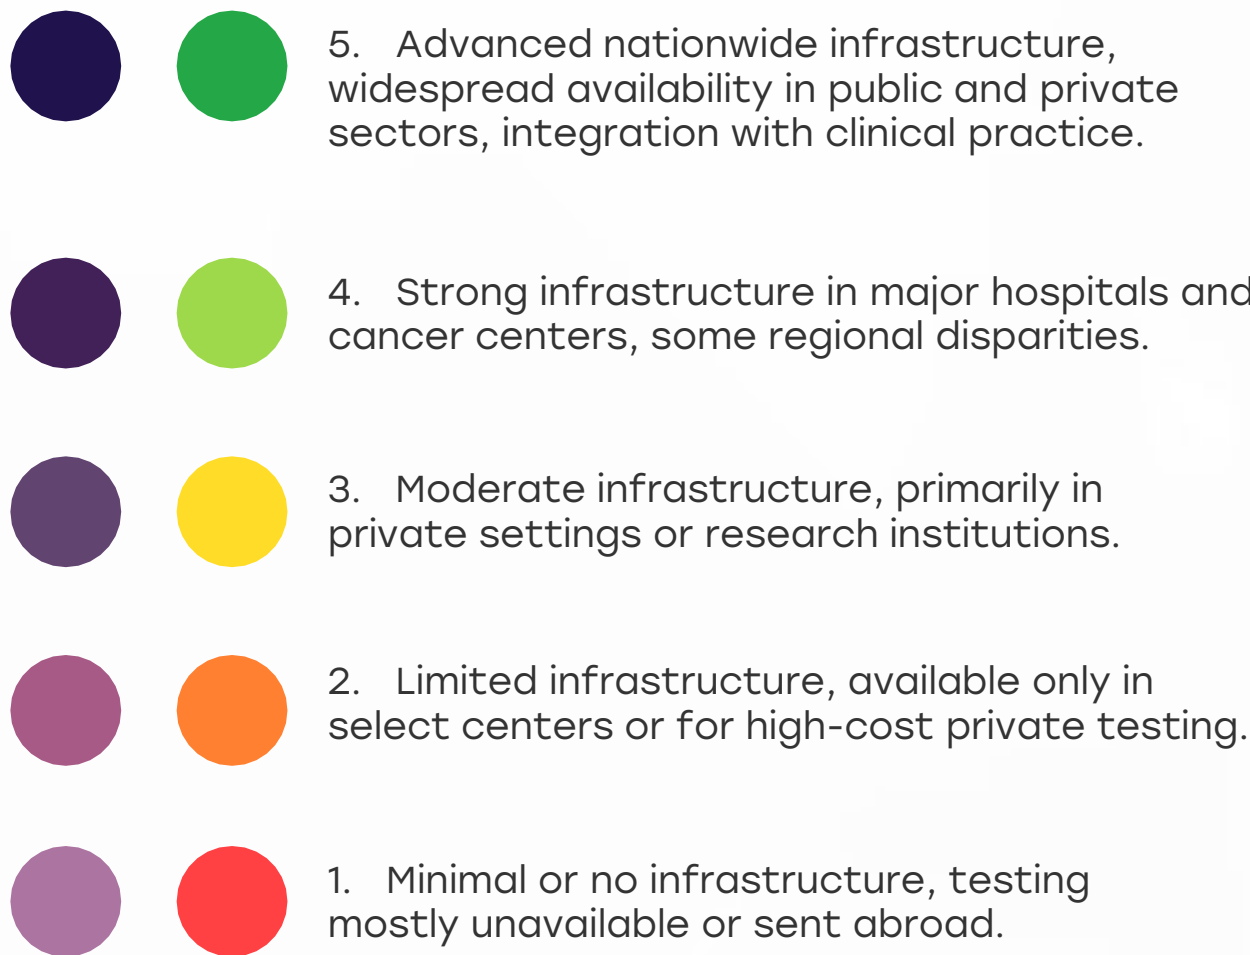 5. Advanced nationwide infrastructure,
widespread availability in public and private
sectors, integration with clinical practice.
4. Strong infrastructure in major hospitals and
cancer centers, some regional disparities.
3. Moderate infrastructure, primarily in
private settings or research institutions.
2. Limited infrastructure, available only in
select centers or for high-cost private testing.
1. Minimal or no infrastructure, testing
mostly unavailable or sent abroad.